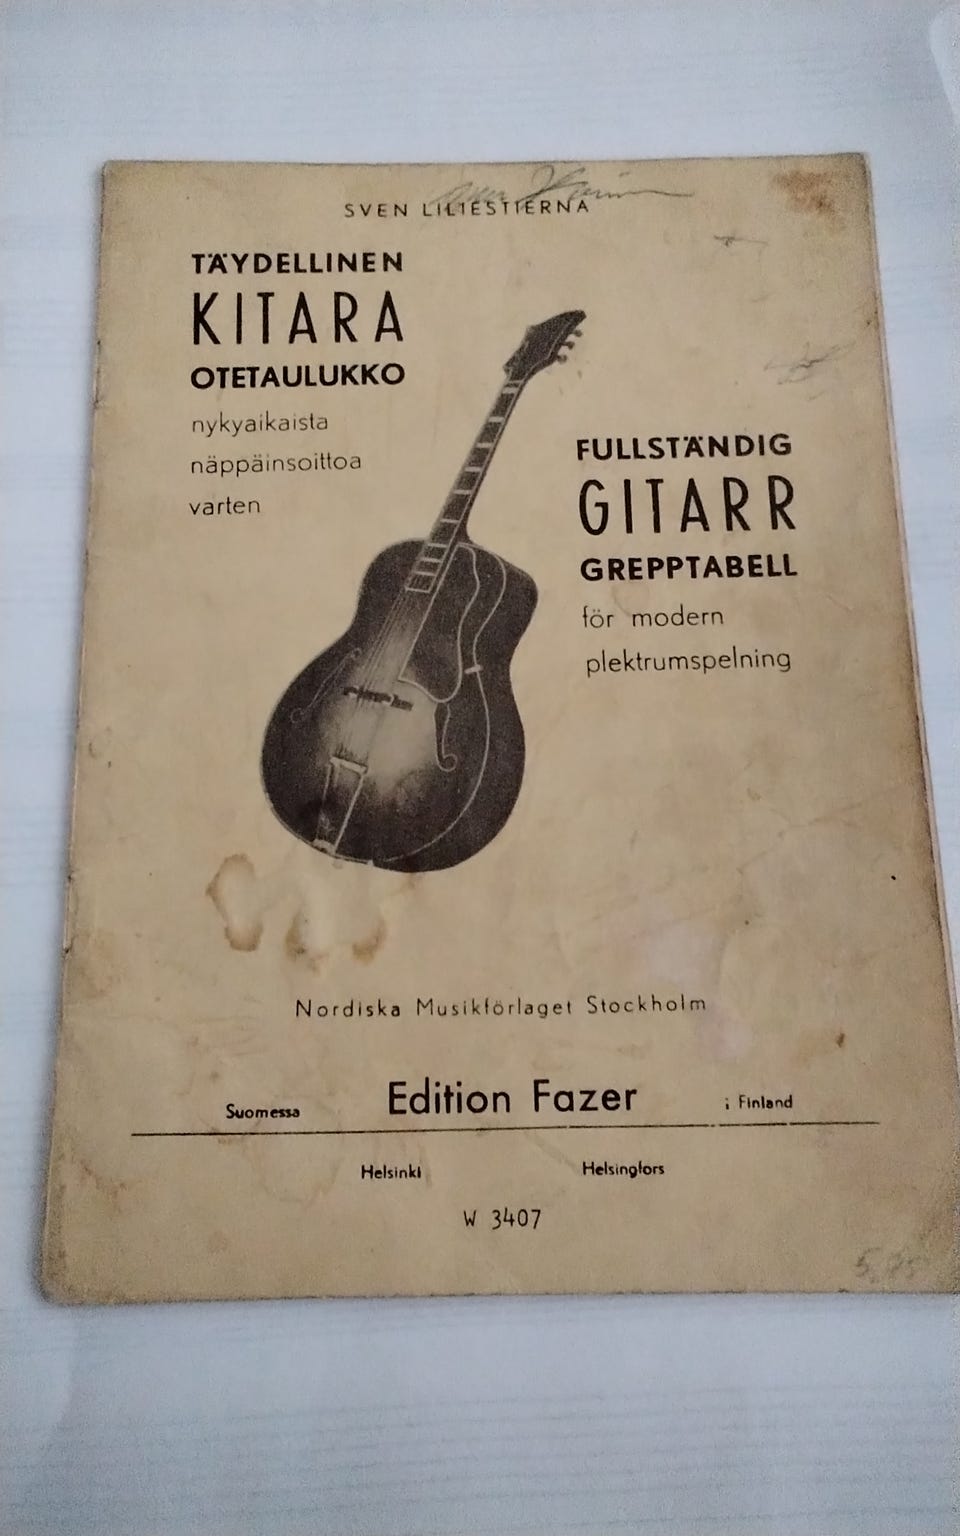 SVEN LILIESTIERNA
TÄYDELLINEN
KITARA
OTETAULUKKO
nykyaikaista
näppäinsoittoa
varten
FULLSTÄNDIG
GITARR
GREPPTABELL
för modern
plektrumspelning
Nordiska Musikförlaget Stockholm
Suomessa Edition Fazer i Finland
Helsinki Helsingfors
W 3407